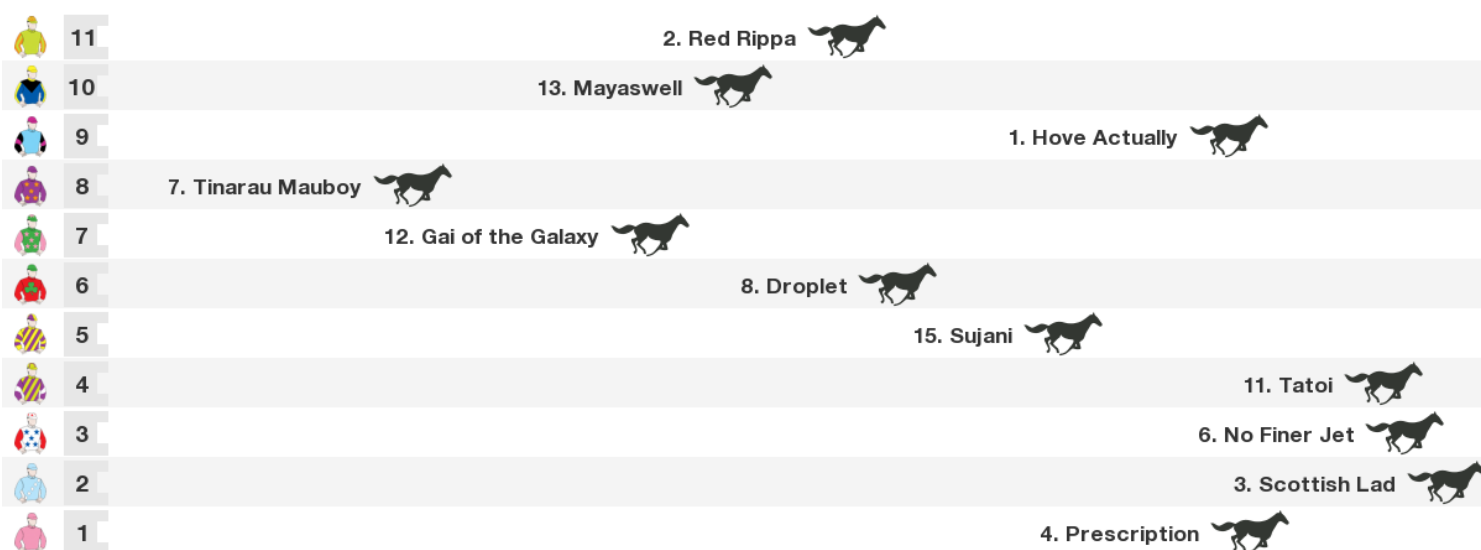 11 2. Red Rippa
10 13. Mayaswell
9 1. Hove Actually
8 7. Tinarau Mauboy
7 12. Gai of the Galaxy
6 8. Droplet
5 15. Sujani
4 11. Tatoi
3 6. No Finer Jet
2 3. Scottish Lad
1 4. Prescription